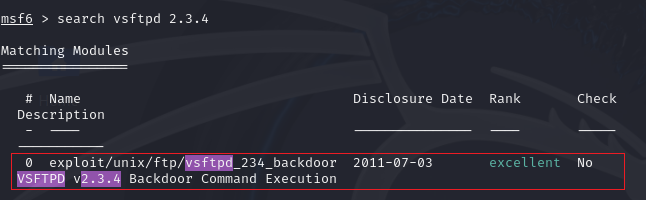 msf6 > search vsftpd 2.3.4
Matching Modules
================
#  Name                                  Disclosure Date  Rank       Check
Description
-  ----                                  ---------------  ----       -----
-----------
0  exploit/unix/ftp/vsftpd_234_backdoor  2011-07-03       excellent  No
VSFTPD v2.3.4 Backdoor Command Execution